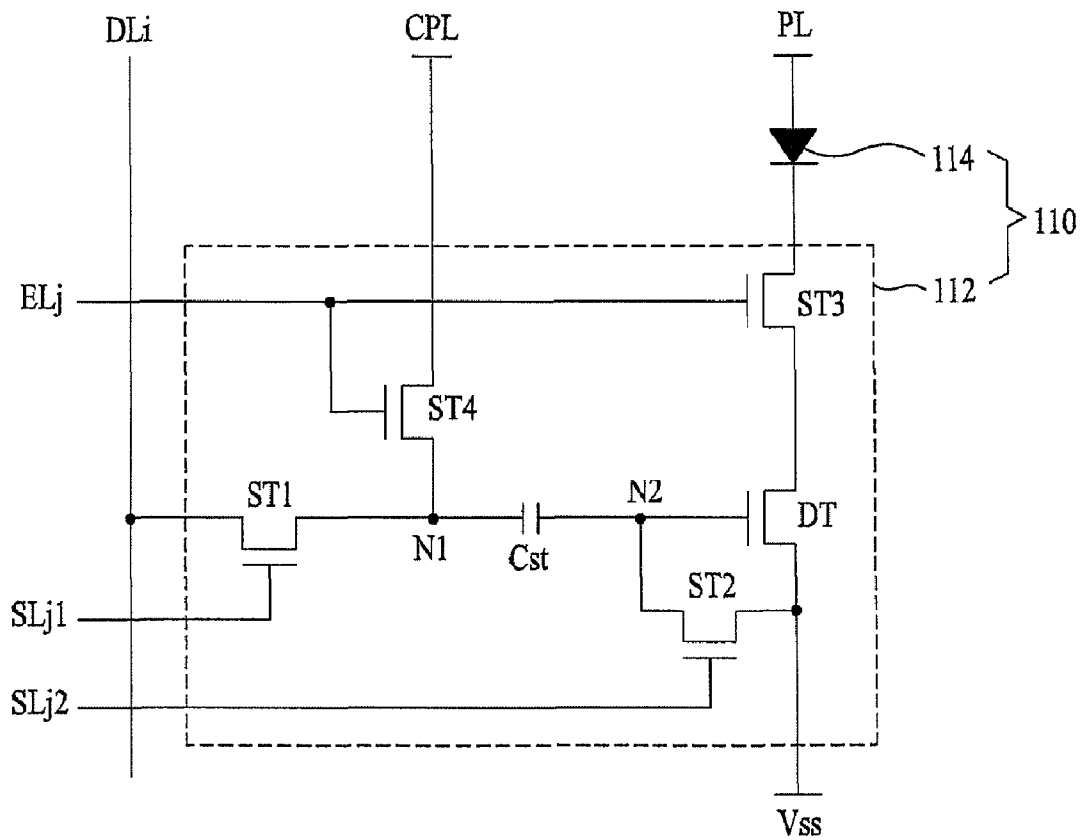 DLi
CPL
PL
114
110
ELj
ST3
112
ST4
ST1
N2
DT
N1
Cst
ST2
SLj1
SLj2
Vss